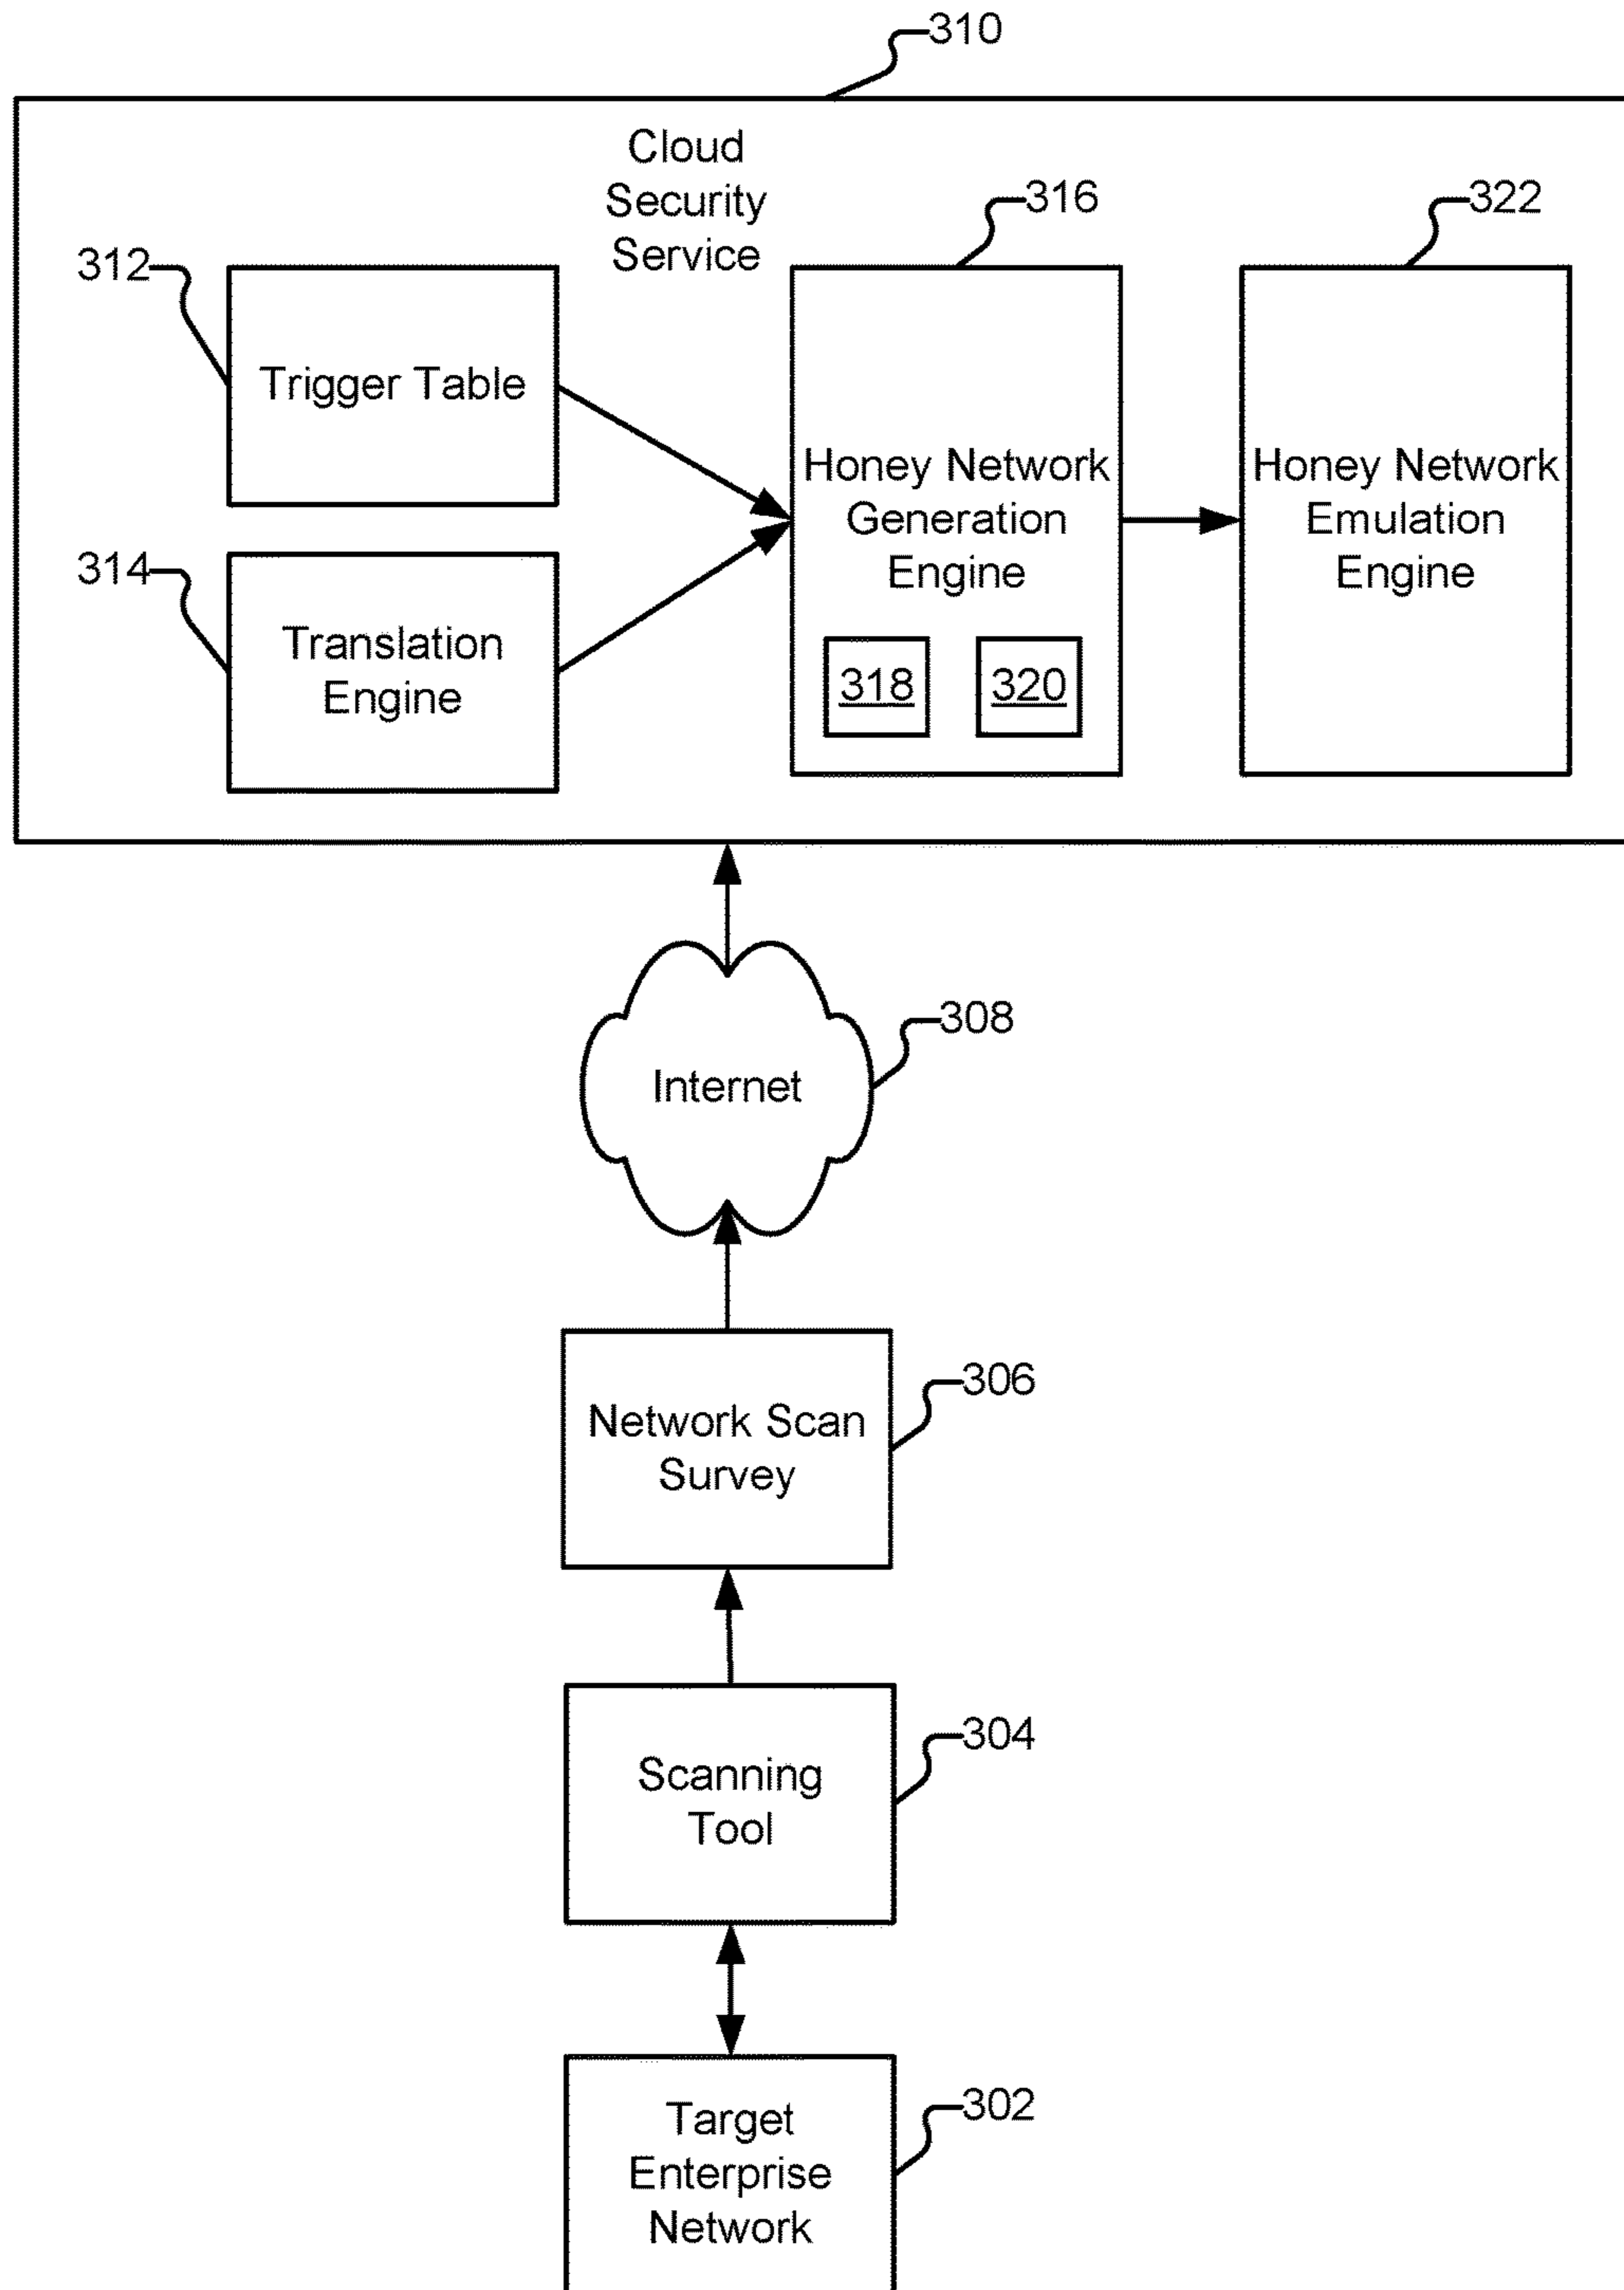 310
Cloud
Security
Service
316
322
312
Trigger Table
Honey Network
Generation
Engine
Honey Network
Emulation
Engine
314
Translation
Engine
318
320
308
Internet
306
Network Scan
Survey
304
Scanning
Tool
302
Target
Enterprise
Network